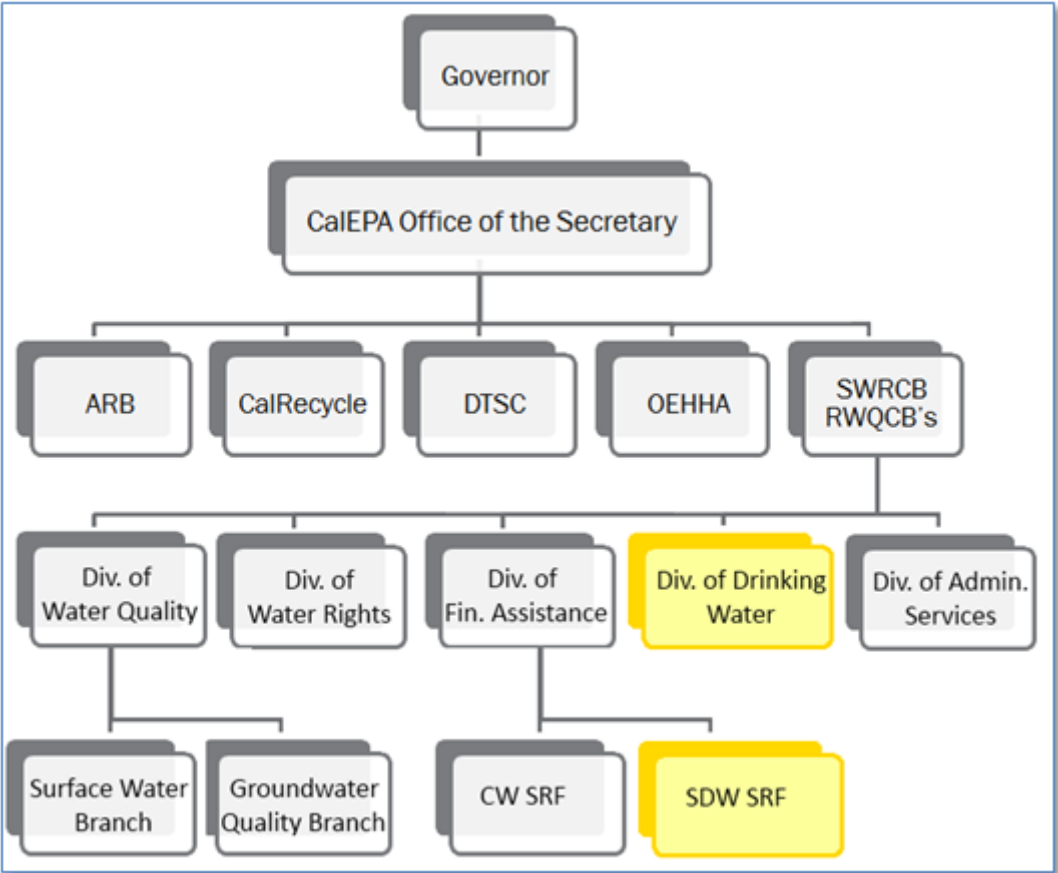 Governor
CalEPA Office of the Secretary
ARB
CalRecycle
DTSC
OEHHA
SWRCB
RWQCB's
Div. of
Water Quality
Div. of
Water Rights
Div. of
Fin. Assistance
Div. of Drinking
Water
Div. of Admin.
Services
Surface Water
Branch
Groundwater
Quality Branch
CW SRF
SDW SRF